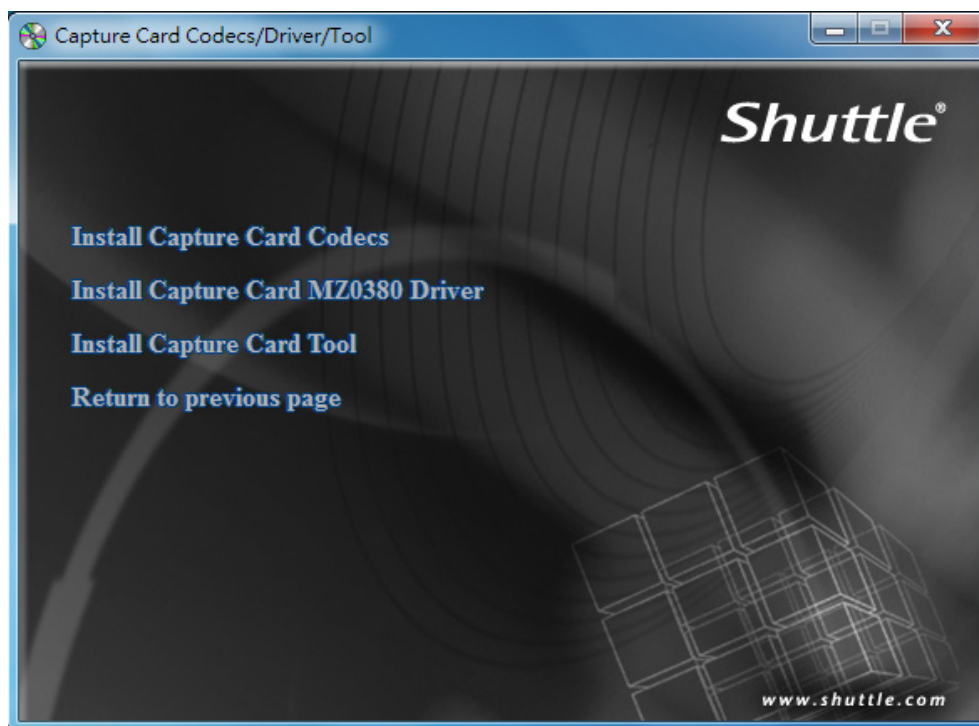 Capture Card Codecs/Driver/Tool
Shuttle®
Install Capture Card Codecs
Install Capture Card MZ0380 Driver
Install Capture Card Tool
Return to previous page
www.shuttle.com